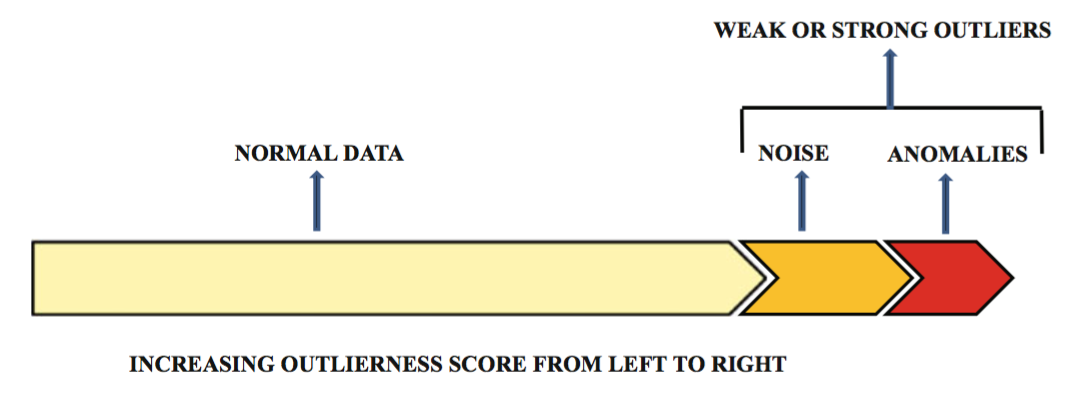 WEAK OR STRONG OUTLIERS
NORMAL DATA
NOISE
ANOMALIES
INCREASING OUTLIERNESS SCORE FROM LEFT TO RIGHT